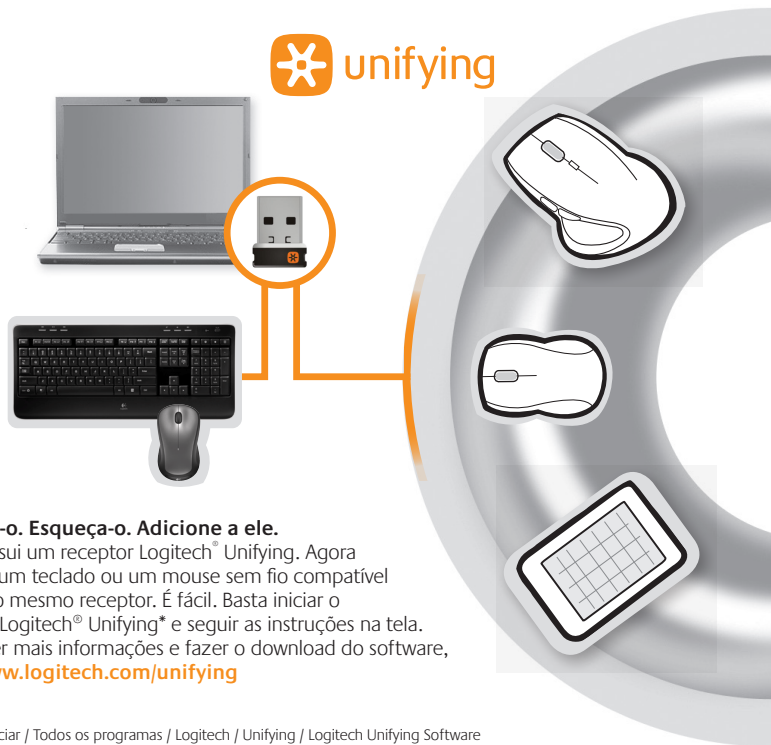 unifying
-o. Esqueça-o. Adicione a ele.
sui um receptor Logitech® Unifying. Agora
um teclado ou um mouse sem fio compatível
o mesmo receptor. É fácil. Basta iniciar o
Logitech® Unifying* e seguir as instruções na tela.
er mais informações e fazer o download do software,
ww.logitech.com/unifying
ciar / Todos os programas / Logitech / Unifying / Logitech Unifying Software